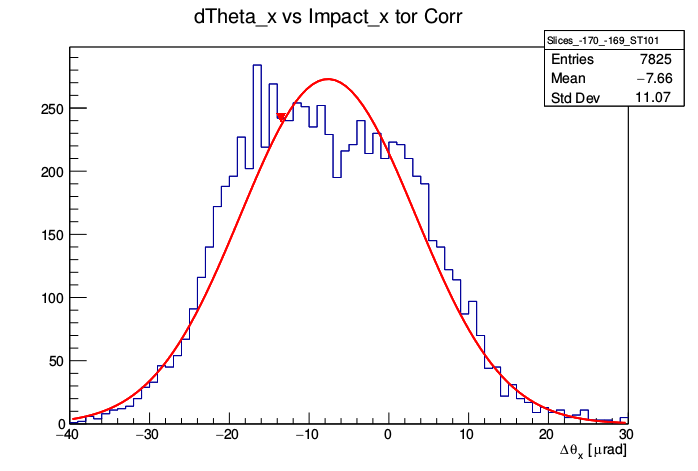 dTheta_x vs Impact_x tor Corr
Slices_-170_-169_ST101
Entries 7825
Mean −7.66
Std Dev 11.07
250
200
150
100
50
0
−40 −30 −20 −10 0 10 20 30
Δθx [μrad]